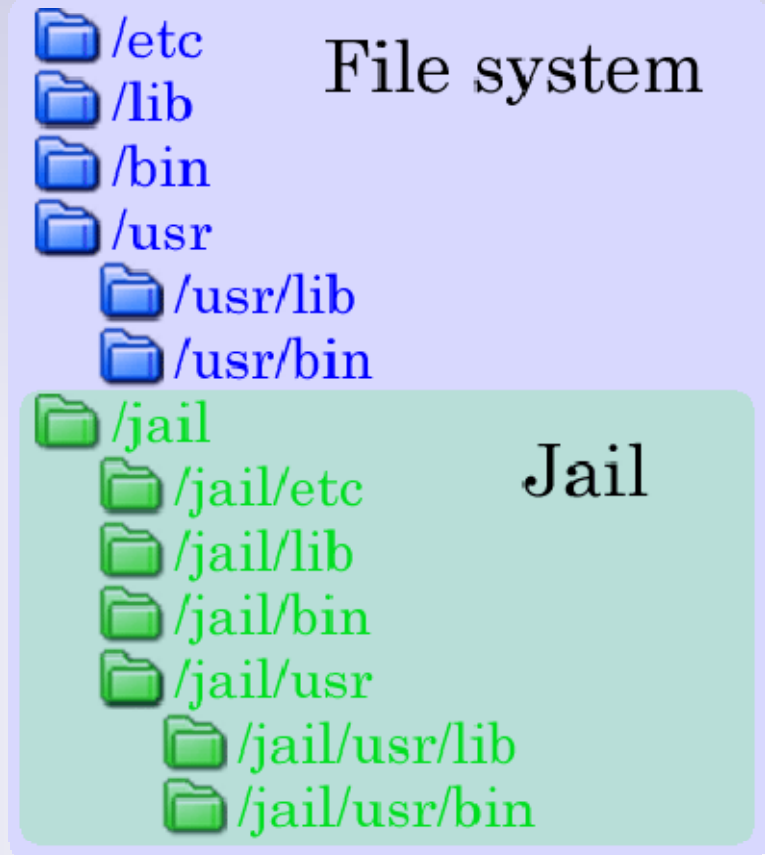 /etc
File system
/lib
/bin
/usr
/usr/lib
/usr/bin
/jail
Jail
/jail/etc
/jail/lib
/jail/bin
/jail/usr
/jail/usr/lib
/jail/usr/bin